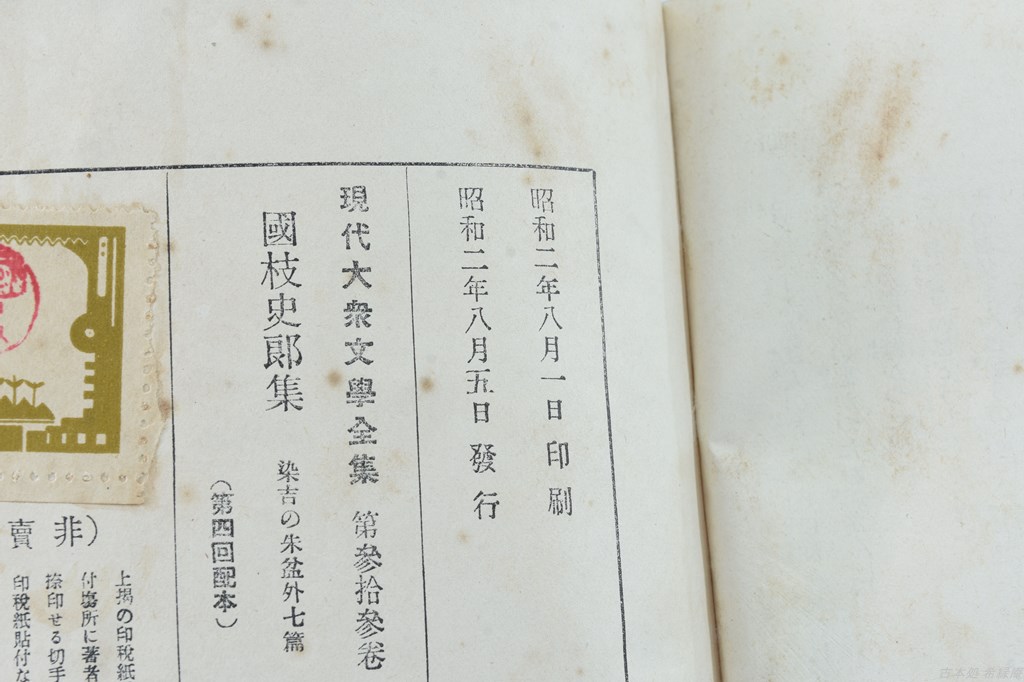 昭和二年八月一日印刷
昭和二年八月五日發行
現代大衆文學全集 第參拾參卷
國枝史郎集 染吉の朱盆外七篇
（第四回配本）
非賣
上掲の印税紙
付塲所に著者
捺印せる切手
印税紙貼付な